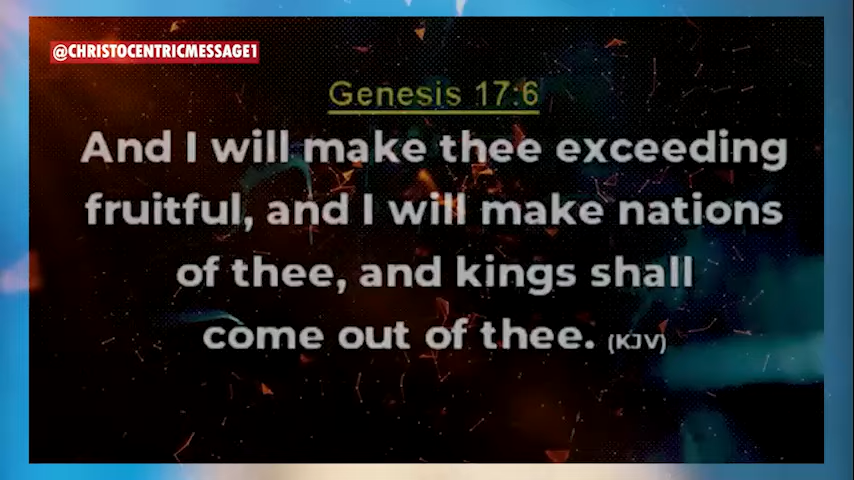 @CHRISTOCENTRICMESSAGE1
Genesis 17:6
And I will make thee exceeding
fruitful, and I will make nations
of thee, and kings shall
come out of thee. (KJV)